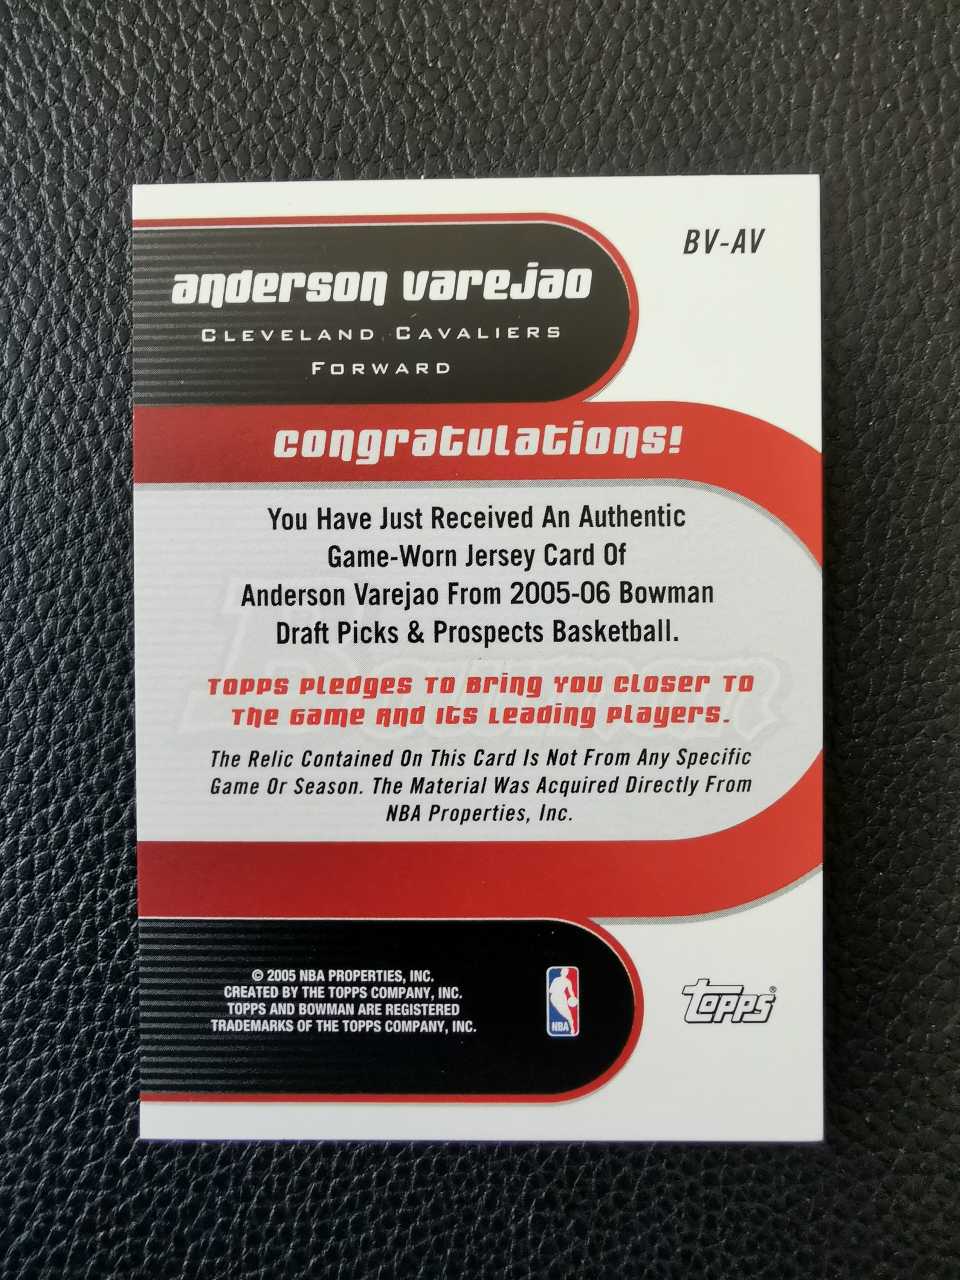 BV-AV
anderson varejao
CLEVELAND CAVALIERS
FORWARD
congratulations!
You Have Just Received An Authentic
Game-Worn Jersey Card Of
Anderson Varejao From 2005-06 Bowman
Draft Picks & Prospects Basketball.
Topps Pledges To Bring You Closer To
The Game And Its Leading Players.
The Relic Contained On This Card Is Not From Any Specific
Game Or Season. The Material Was Acquired Directly From
NBA Properties, Inc.
© 2005 NBA PROPERTIES, INC.
CREATED BY THE TOPPS COMPANY, INC.
TOPPS AND BOWMAN ARE REGISTERED
TRADEMARKS OF THE TOPPS COMPANY, INC.
NBA
Topps®
Bowman